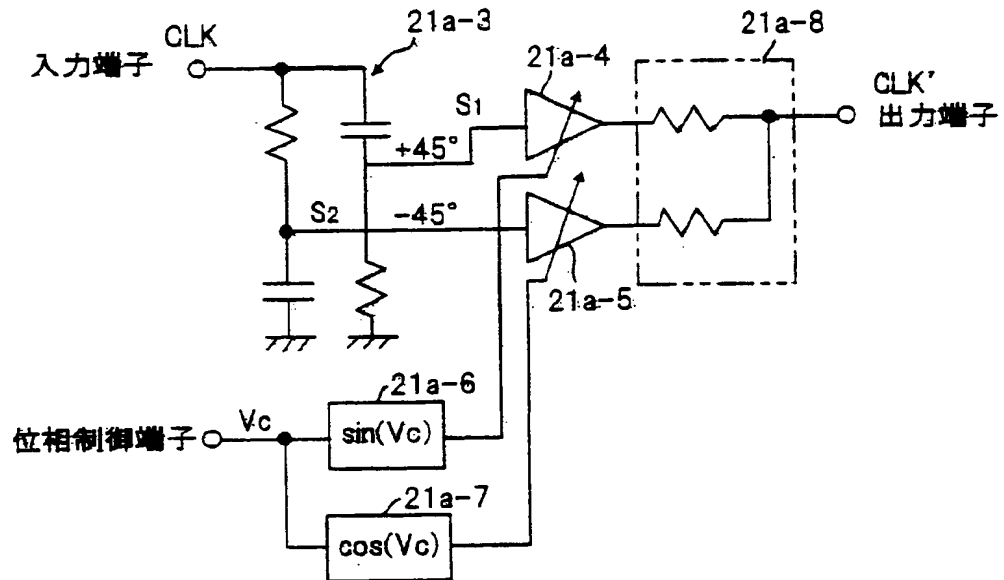 21a-3
21a-8
CLK
入力端子
21a-4
S1
CLK'
出力端子
+45°
S2
-45°
21a-5
21a-6
Vc
位相制御端子
sin(Vc)
21a-7
cos(Vc)